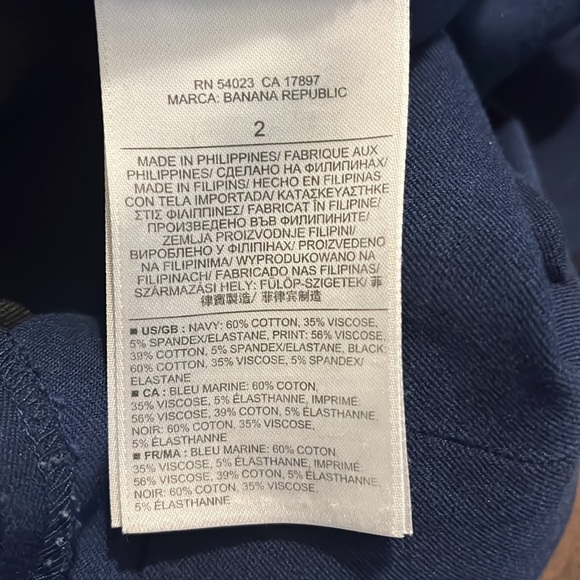 RN 54023 CA 17897
MARCA: BANANA REPUBLIC
2
MADE IN PHILIPPINES/ FABRIQUE AUX
PHILIPPINES/ СДЕЛАНО НА ФИЛИПИНАХ/
MADE IN FILIPINS/ HECHO EN FILIPINAS
CON TELA IMPORTADA/ ΚΑΤΑΣΚΕΥΑΣΤΗΚΕ
ΣΤΙΣ ΦΙΛΙΠΠΙΝΕΣ/ FABRICAT ÎN FILIPINE/
ПРОИЗВЕДЕНО ВЪВ ФИЛИПИНИТЕ/
ZEMLJA PROIZVODNJE FILIPINI/
ВИРОБЛЕНО У ФІЛІПІНАХ/ PROIZVEDENO
NA FILIPINIMA/ WYPRODUKOWANO NA
FILIPINACH/ FABRICADO NAS FILIPINAS/
SZÁRMAZÁSI HELY: FÜLÖP-SZIGETEK/ 菲
律賓製造/ 菲律宾制造
■ US/GB : NAVY: 60% COTTON, 35% VISCOSE,
5% SPANDEX/ELASTANE, PRINT: 56% VISCOSE,
39% COTTON, 5% SPANDEX/ELASTANE, BLACK:
60% COTTON, 35% VISCOSE, 5% SPANDEX/
ELASTANE
■ CA : BLEU MARINE: 60% COTON,
35% VISCOSE, 5% ÉLASTHANNE, IMPRIMÉ:
56% VISCOSE, 39% COTON, 5% ÉLASTHANNE,
NOIR: 60% COTON, 35% VISCOSE,
5% ÉLASTHANNE
■ FR/MA : BLEU MARINE: 60% COTON,
35% VISCOSE, 5% ÉLASTHANNE, IMPRIMÉ:
56% VISCOSE, 39% COTON, 5% ÉLASTHANNE,
NOIR: 60% COTON, 35% VISCOSE,
5% ÉLASTHANNE